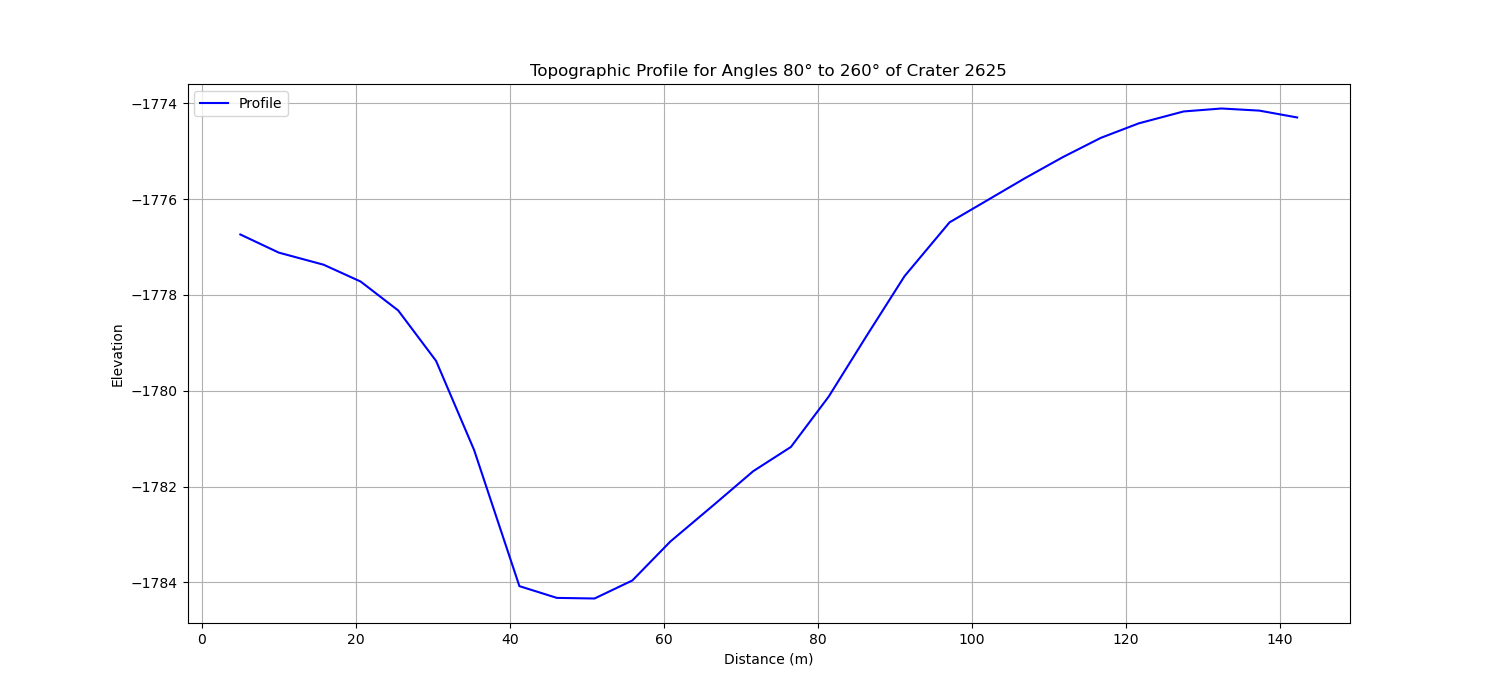 Topographic Profile for Angles 80° to 260° of Crater 2625
Profile
−1774
−1776
−1778
−1780
−1782
−1784
Elevation
0 20 40 60 80 100 120 140
Distance (m)